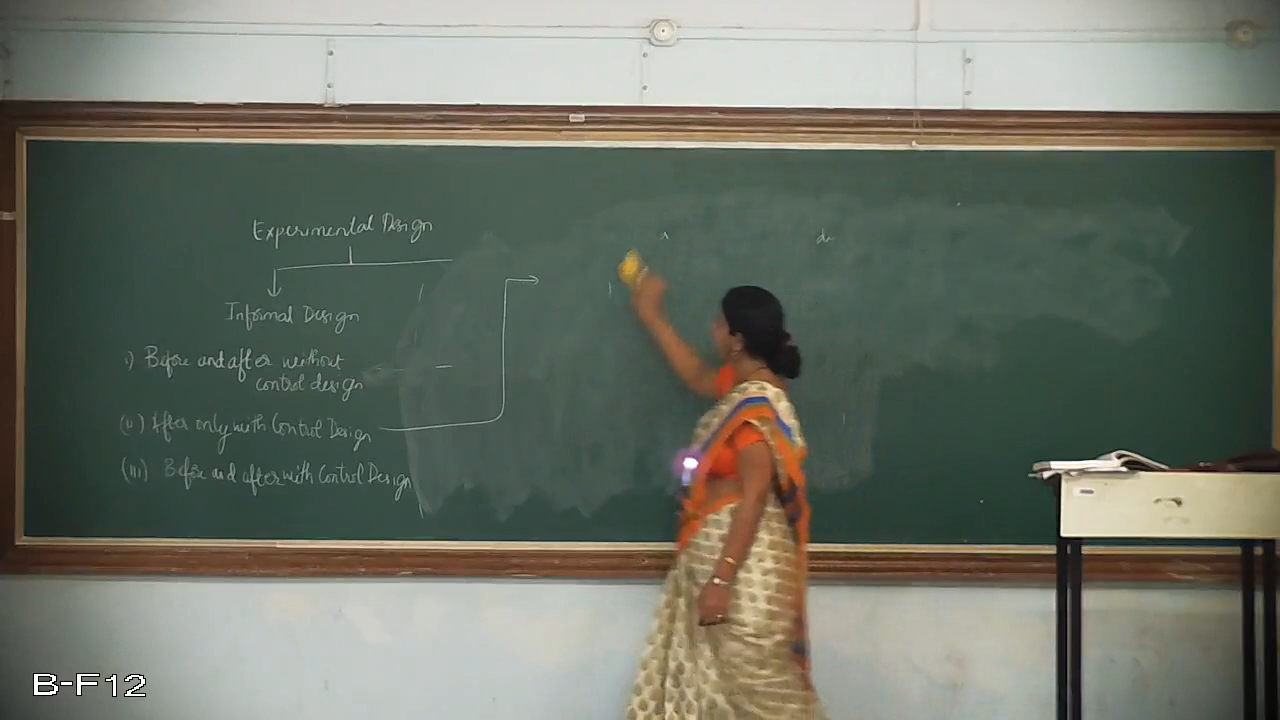 Experimental Design
Informal Design
i) Before and after without
control design
(ii) After only with Control Design
(iii) Before and after with Control Design
B-F12